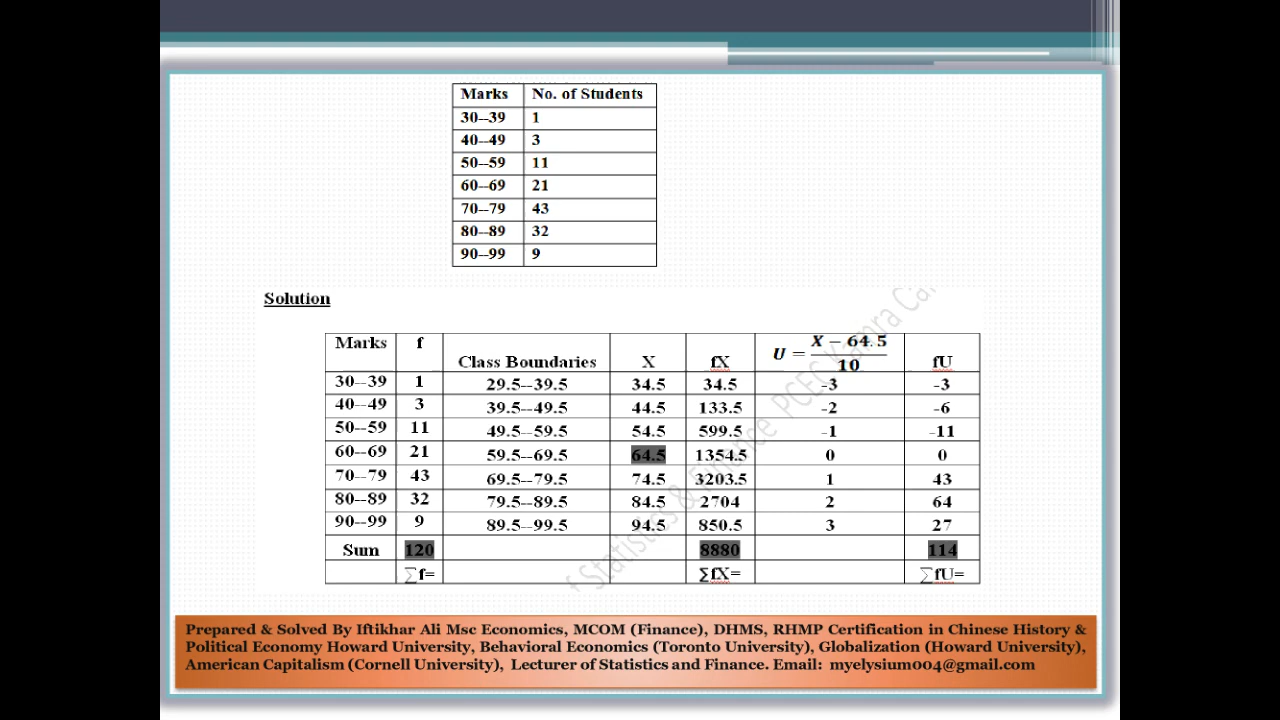 Marks No. of Students
30--39 1
40--49 3
50--59 11
60--69 21
70--79 43
80--89 32
90--99 9
Solution
Marks f Class Boundaries X fX U = X − 64.5 / 10 fU
30--39 1 29.5--39.5 34.5 34.5 -3 -3
40--49 3 39.5--49.5 44.5 133.5 -2 -6
50--59 11 49.5--59.5 54.5 599.5 -1 -11
60--69 21 59.5--69.5 64.5 1354.5 0 0
70--79 43 69.5--79.5 74.5 3203.5 1 43
80--89 32 79.5--89.5 84.5 2704 2 64
90--99 9 89.5--99.5 94.5 850.5 3 27
Sum 120 8880 114
∑f= ∑fX= ∑fU=
f Statistics & Finance PCEC Kamra Ca
Prepared & Solved By Iftikhar Ali Msc Economics, MCOM (Finance), DHMS, RHMP Certification in Chinese History &
Political Economy Howard University, Behavioral Economics (Toronto University), Globalization (Howard University),
American Capitalism (Cornell University), Lecturer of Statistics and Finance. Email: myelysium004@gmail.com